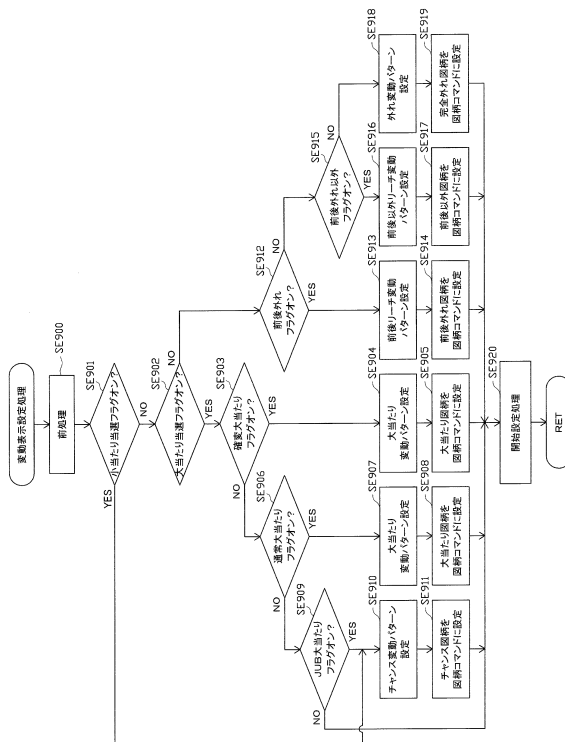 変動表示設定処理
SE900
前処理
SE901
小当たり当選フラグオン？
YES
NO
SE902
大当たり当選フラグオン？
NO
YES
SE903
確変大当たり
フラグオン？
NO
YES
SE906
通常大当たり
フラグオン？
NO
YES
SE909
JUB大当たり
フラグオン？
NO
YES
SE912
前後外れ
フラグオン？
NO
YES
SE915
前後外れ以外
フラグオン？
NO
YES
SE910
チャンス変動パターン
設定
SE911
チャンス図柄を
図柄コマンドに設定
SE907
大当たり
変動パターン設定
SE908
大当たり図柄を
図柄コマンドに設定
SE904
大当たり
変動パターン設定
SE905
大当たり図柄を
図柄コマンドに設定
SE913
前後リーチ変動
パターン設定
SE914
前後外れ図柄を
図柄コマンドに設定
SE916
前後以外リーチ変動
パターン設定
SE917
前後以外図柄を
図柄コマンドに設定
SE918
外れ変動パターン
設定
SE919
完全外れ図柄を
図柄コマンドに設定
SE920
開始設定処理
RET